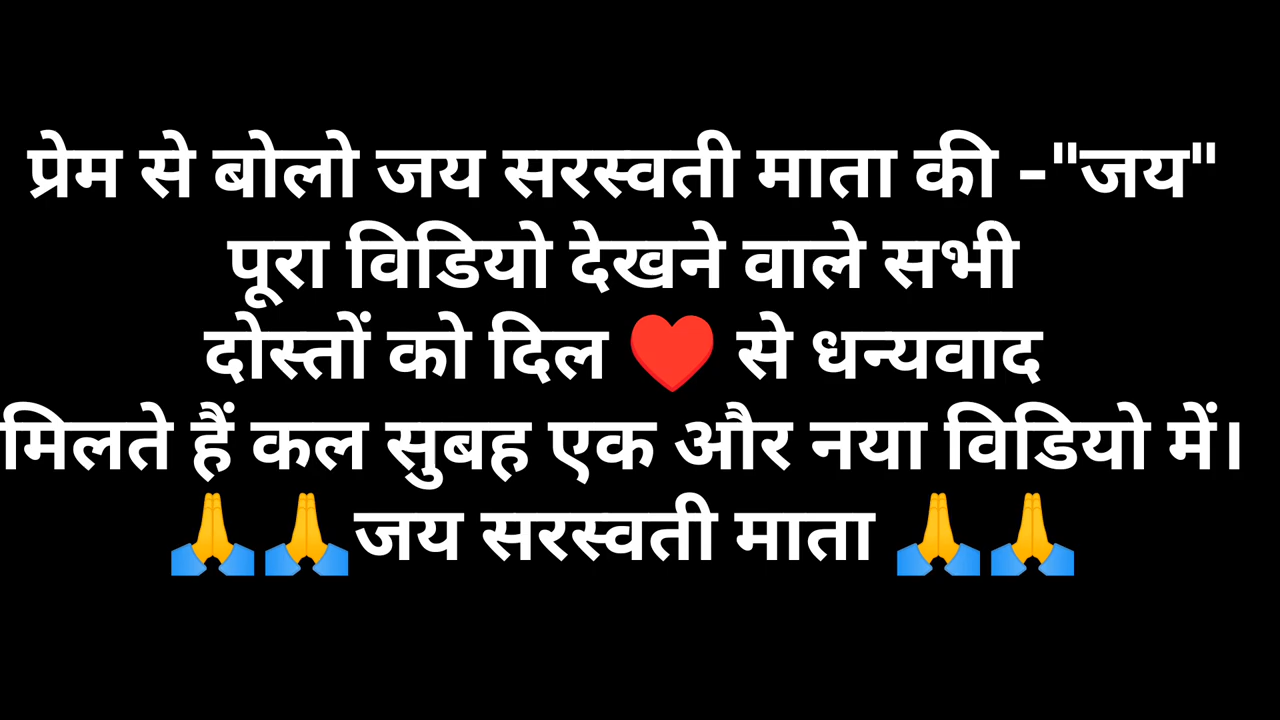 प्रेम से बोलो जय सरस्वती माता की -"जय"
पूरा विडियो देखने वाले सभी
दोस्तों को दिल ♥️ से धन्यवाद
मिलते हैं कल सुबह एक और नया विडियो में।
🙏🙏जय सरस्वती माता 🙏🙏